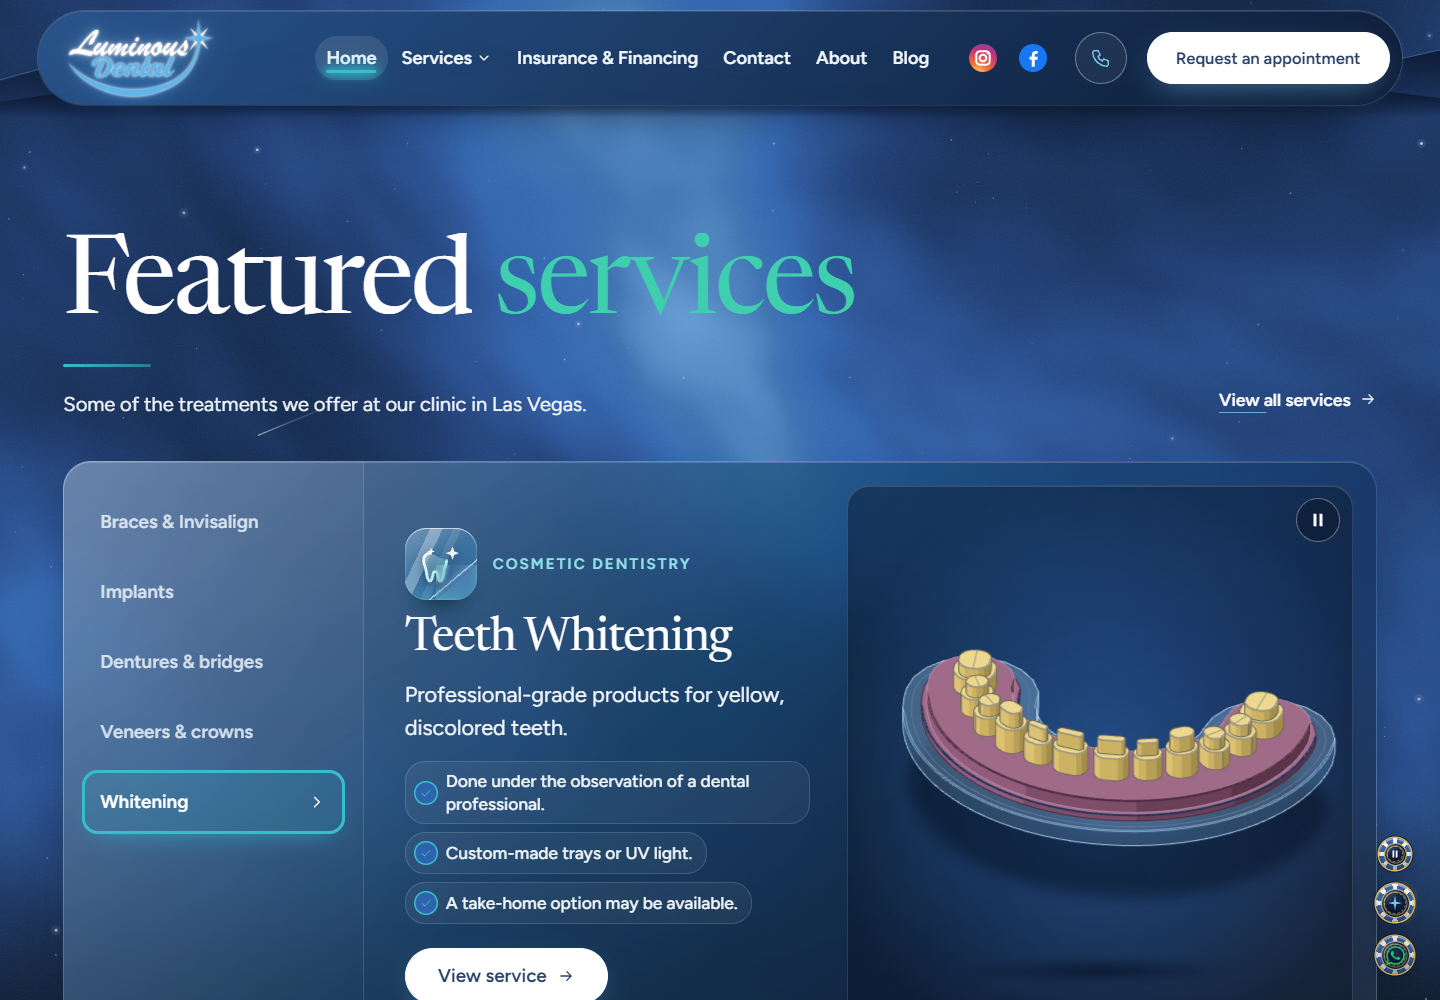 Luminous
Dental
Home
Services
Insurance & Financing
Contact
About
Blog
Request an appointment
Featured services
Some of the treatments we offer at our clinic in Las Vegas.
View all services
Braces & Invisalign
Implants
Dentures & bridges
Veneers & crowns
Whitening
COSMETIC DENTISTRY
Teeth Whitening
Professional-grade products for yellow,
discolored teeth.
Done under the observation of a dental
professional.
Custom-made trays or UV light.
A take-home option may be available.
View service